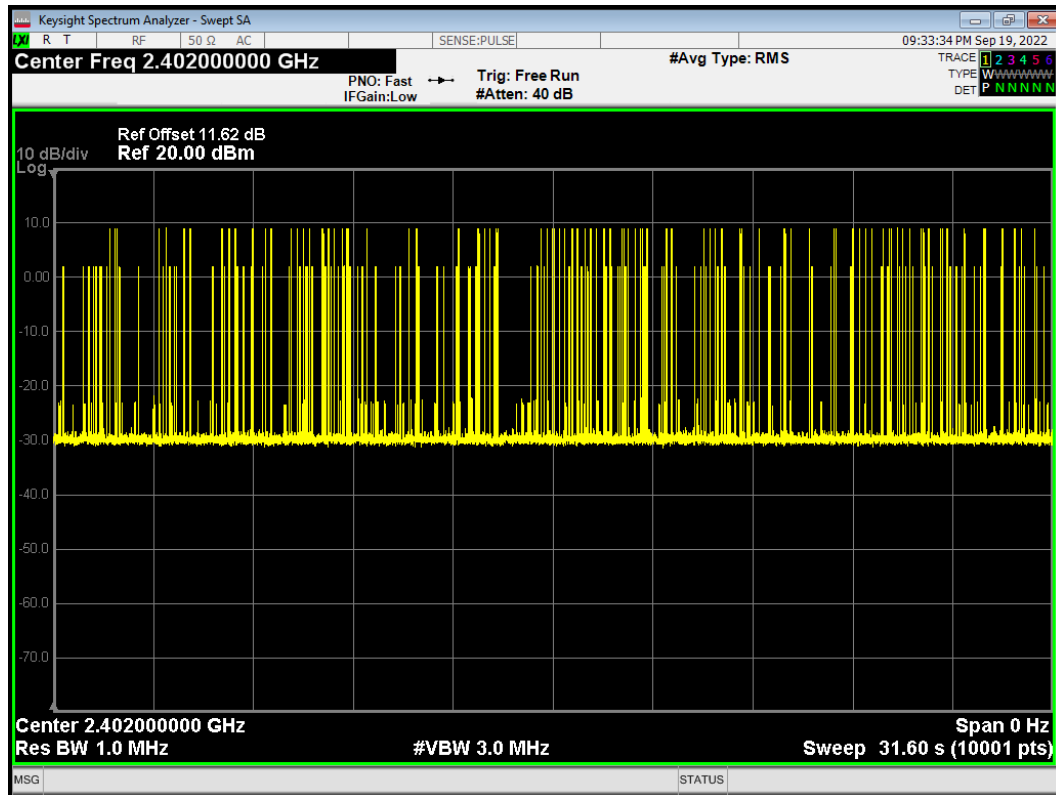 Keysight Spectrum Analyzer - Swept SA
LXI R T RF 50 Ω AC SENSE:PULSE 09:33:34 PM Sep 19, 2022
Center Freq 2.402000000 GHz #Avg Type: RMS TRACE 1 2 3 4 5 6
PNO: Fast Trig: Free Run TYPE WWWWWW
IFGain:Low #Atten: 40 dB DET P N N N N N
Ref Offset 11.62 dB
10 dB/div Ref 20.00 dBm
Log
10.0
0.00
-10.0
-20.0
-30.0
-40.0
-50.0
-60.0
-70.0
Center 2.402000000 GHz Span 0 Hz
Res BW 1.0 MHz #VBW 3.0 MHz Sweep 31.60 s (10001 pts)
MSG STATUS